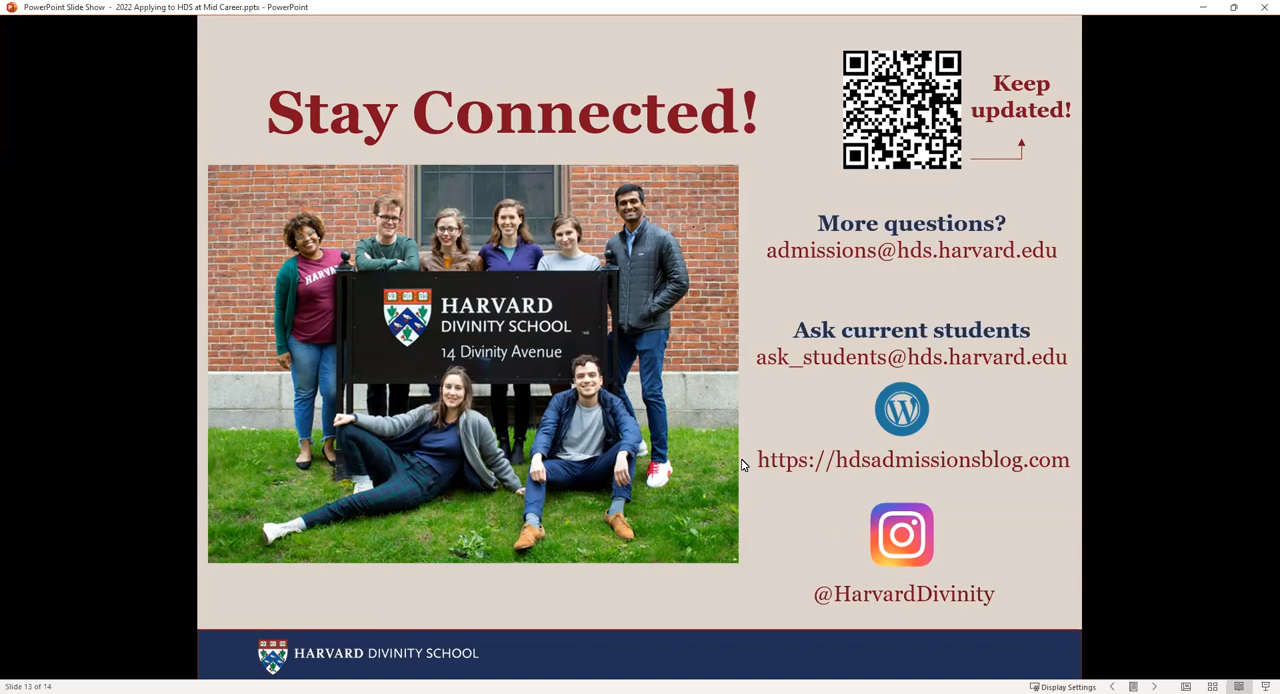 PowerPoint Slide Show - 2022 Applying to HDS at Mid Career.pptx - PowerPoint
Stay Connected!
Keep
updated!
HARVARD
HARVARD
DIVINITY SCHOOL
14 Divinity Avenue
More questions?
admissions@hds.harvard.edu
Ask current students
ask_students@hds.harvard.edu
https://hdsadmissionsblog.com
@HarvardDivinity
HARVARD DIVINITY SCHOOL
Slide 13 of 14
Display Settings